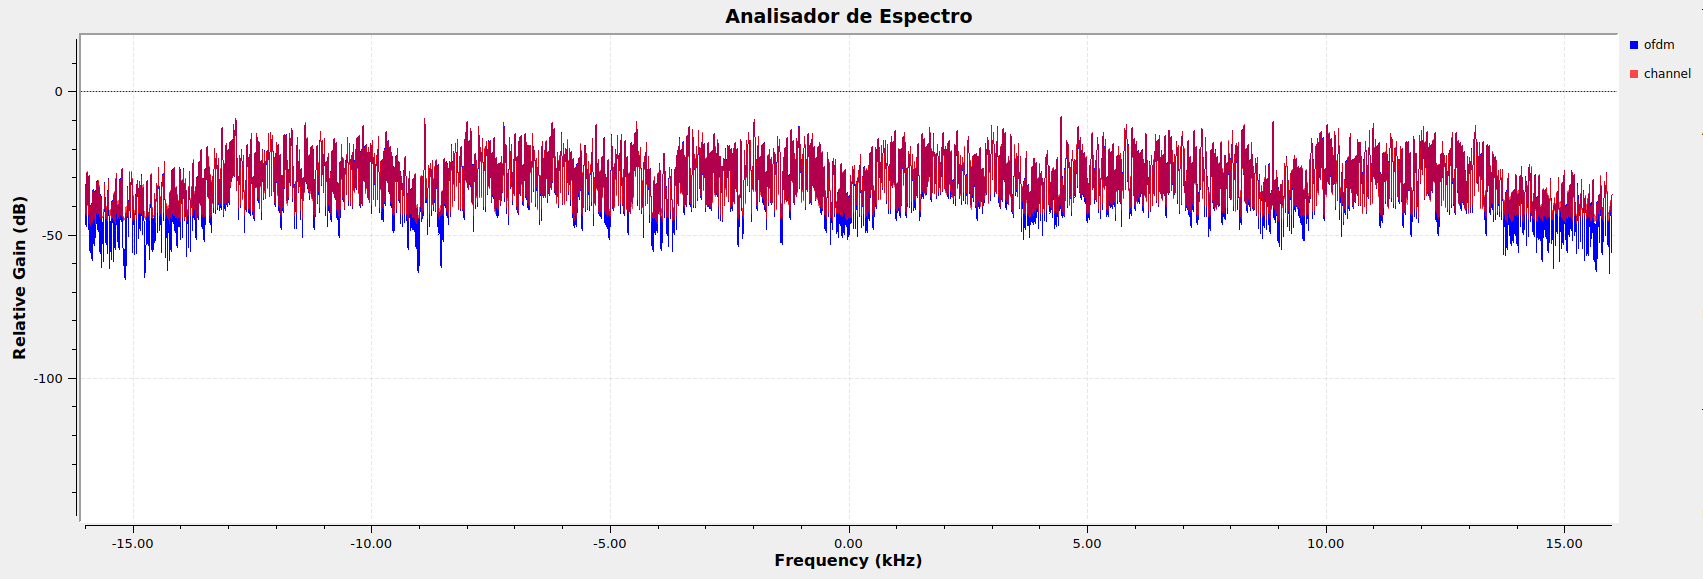 Analisador de Espectro
ofdm
channel
0
-50
-100
Relative Gain (dB)
-15.00
-10.00
-5.00
0.00
5.00
10.00
15.00
Frequency (kHz)